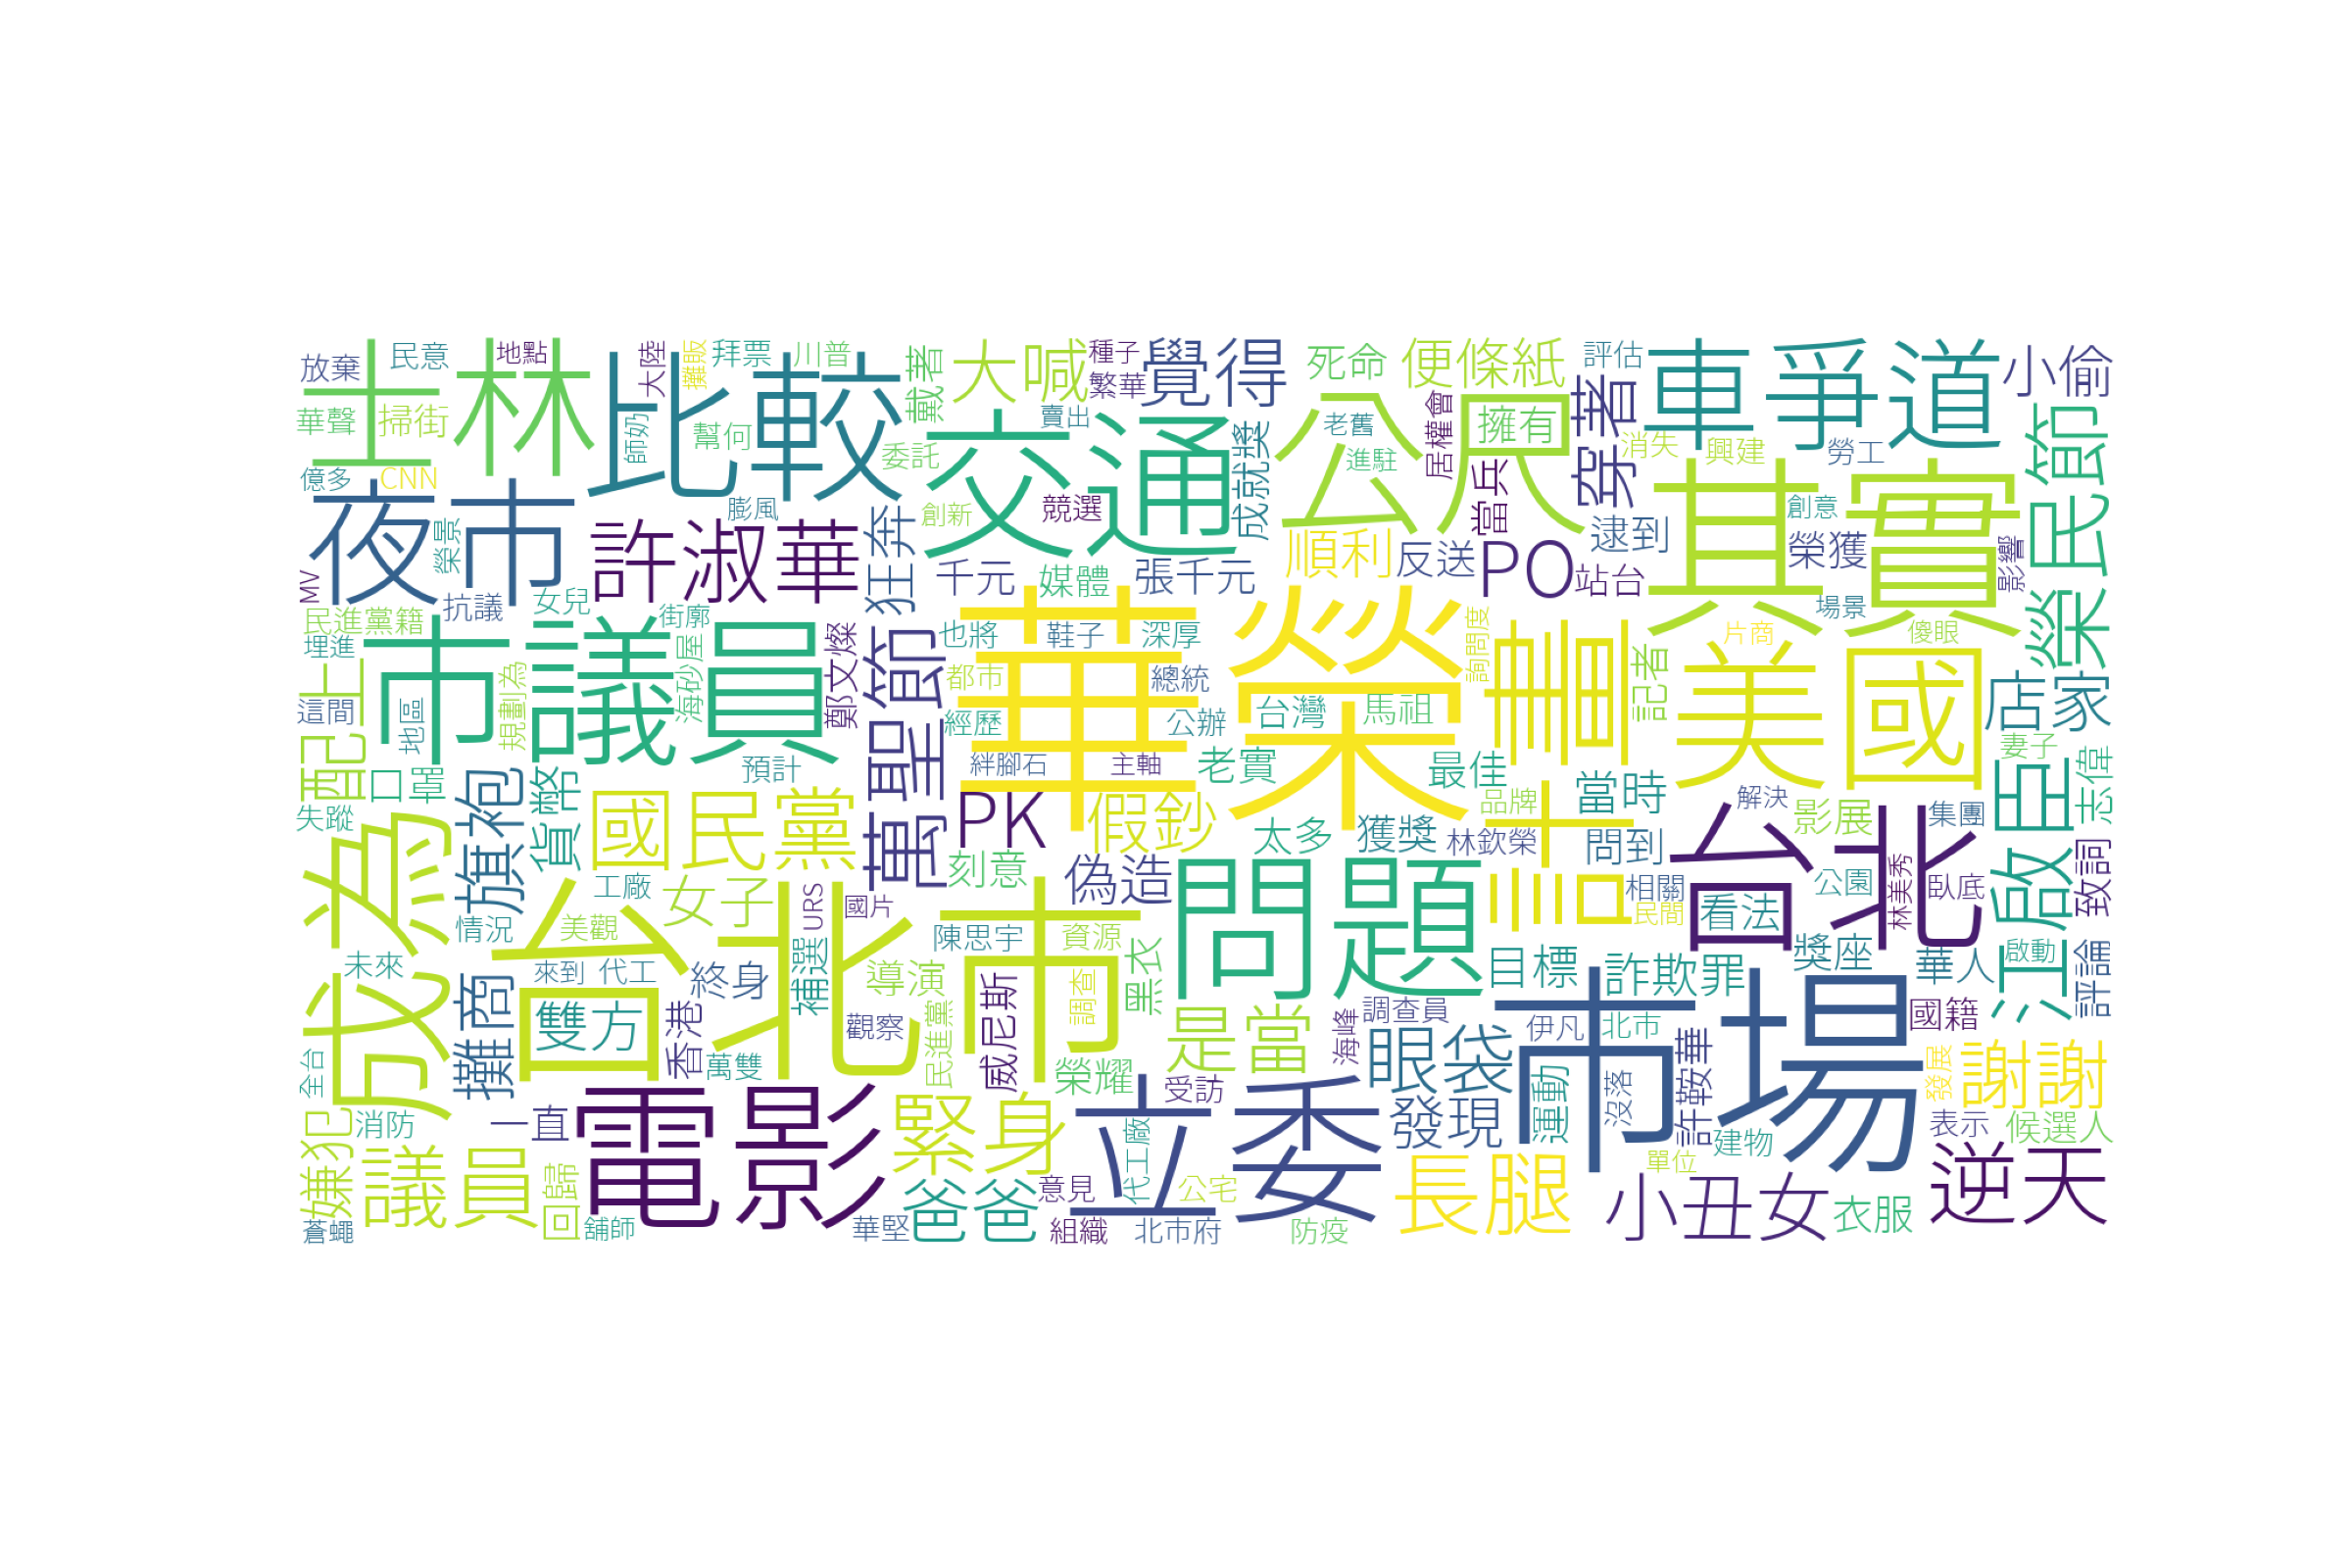 放棄
民意
地點
大陸
攤販
拜票
川普
戴著
大喊
種子
繁華
覺得
死命
便條紙
評估
穿著
車爭道
小偷
士林
華聲
掃街
比較
師奶
幫何
委託
交通
賣出
成就獎
公尺
老舊
進駐
居權會
擁有
當兵
消失
興建
勞工
榮民節
億多
CNN
夜市
榮景
膨風
創新
競選
其實
創意
MV
抗議
許淑華
狂奔
千元
媒體
張千元
順利
反送
PO
逮到
站台
榮獲
影響
民進黨籍
埋進
女兒
街廓
市議員
鄭文燦
萬聖節
也將
鞋子
深厚
華榮
詢問度
計畫
記者
片商
場景
傻眼
這間
配上
地區
規劃為
海砂屋
都市
總統
台灣
馬祖
美國
店家
經歷
公辦
妻子
絆腳石
主軸
老實
最佳
江啟臣
志偉
口罩
貨幣
預計
國民黨
PK
假鈔
品牌
當時
解決
影展
集團
失蹤
旗袍
太多
獲獎
林欽榮
問到
台北
成為
工廠
女子
URS
國片
刻意
偽造
問題
相關
民間
看法
公園
林美秀
臥底
致詞
情況
美觀
台北市
陳思宇
資源
未來
來到
代工
終身
補選
導演
黑衣
目標
詐欺罪
獎座
華人
啟動
評論
攤商
雙方
香港
觀察
民進黨
威尼斯
調查
調查員
伊凡
北市
國籍
全台
萬雙
榮耀
是當
海峰
眼袋
市場
發展
謝謝
嫌犯
消防
一直
電影
緊身
受訪
立委
發現
運動
沒落
許鞍華
建物
表示
候選人
議員
回歸
代工廠
長腿
單位
逆天
蒼蠅
舖師
華堅
爸爸
意見
組織
公宅
北市府
防疫
小丑女
衣服